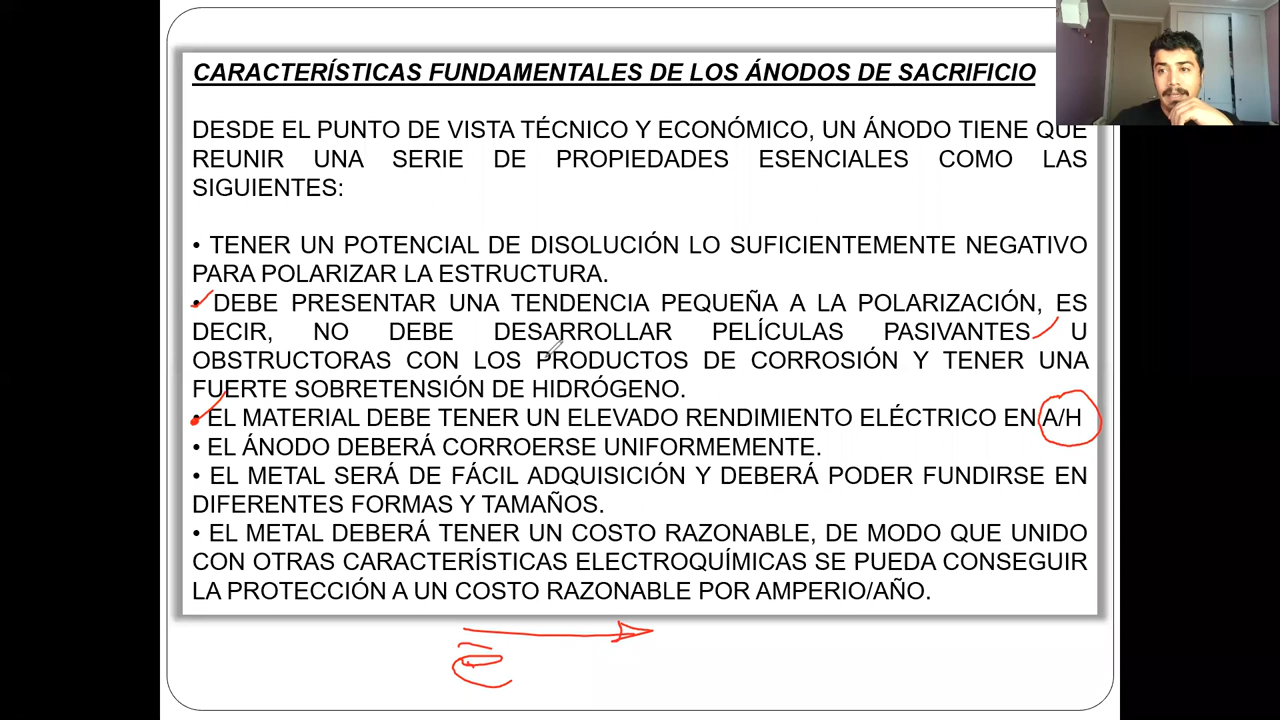 CARACTERÍSTICAS FUNDAMENTALES DE LOS ÁNODOS DE SACRIFICIO
DESDE EL PUNTO DE VISTA TÉCNICO Y ECONÓMICO, UN ÁNODO TIENE QUE
REUNIR UNA SERIE DE PROPIEDADES ESENCIALES COMO LAS
SIGUIENTES:
• TENER UN POTENCIAL DE DISOLUCIÓN LO SUFICIENTEMENTE NEGATIVO
PARA POLARIZAR LA ESTRUCTURA.
• DEBE PRESENTAR UNA TENDENCIA PEQUEÑA A LA POLARIZACIÓN, ES
DECIR, NO DEBE DESARROLLAR PELÍCULAS PASIVANTES U
OBSTRUCTORAS CON LOS PRODUCTOS DE CORROSIÓN Y TENER UNA
FUERTE SOBRETENSIÓN DE HIDRÓGENO.
• EL MATERIAL DEBE TENER UN ELEVADO RENDIMIENTO ELÉCTRICO EN A/H
• EL ÁNODO DEBERÁ CORROERSE UNIFORMEMENTE.
• EL METAL SERÁ DE FÁCIL ADQUISICIÓN Y DEBERÁ PODER FUNDIRSE EN
DIFERENTES FORMAS Y TAMAÑOS.
• EL METAL DEBERÁ TENER UN COSTO RAZONABLE, DE MODO QUE UNIDO
CON OTRAS CARACTERÍSTICAS ELECTROQUÍMICAS SE PUEDA CONSEGUIR
LA PROTECCIÓN A UN COSTO RAZONABLE POR AMPERIO/AÑO.